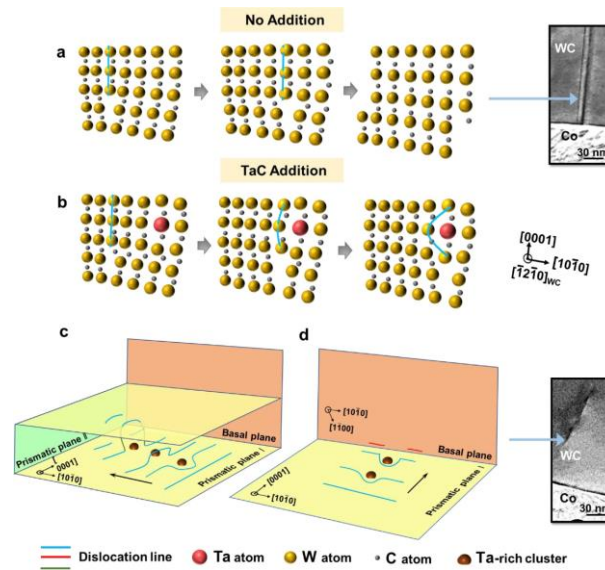 No Addition
a
WC
Co
30 nm
TaC Addition
b
[0001]
[101̅0]
[1̅21̅0]WC
c
d
Prismatic plane II
Basal plane
Prismatic plane I
0001]
[101̅0]
[101̅0]
[11̅00]
Basal plane
Prismatic plane I
[0001]
[101̅0]
WC
Co
30 nm
Dislocation line
Ta atom
W atom
C atom
Ta-rich cluster